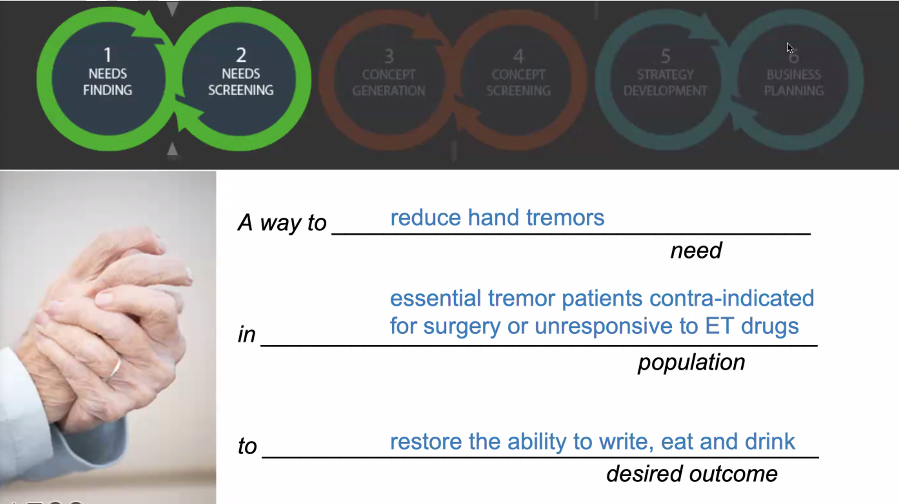 1
NEEDS
FINDING
2
NEEDS
SCREENING
3
CONCEPT
GENERATION
4
CONCEPT
SCREENING
5
STRATEGY
DEVELOPMENT
6
BUSINESS
PLANNING
A way to reduce hand tremors
need
essential tremor patients contra-indicated
in for surgery or unresponsive to ET drugs
population
to restore the ability to write, eat and drink
desired outcome